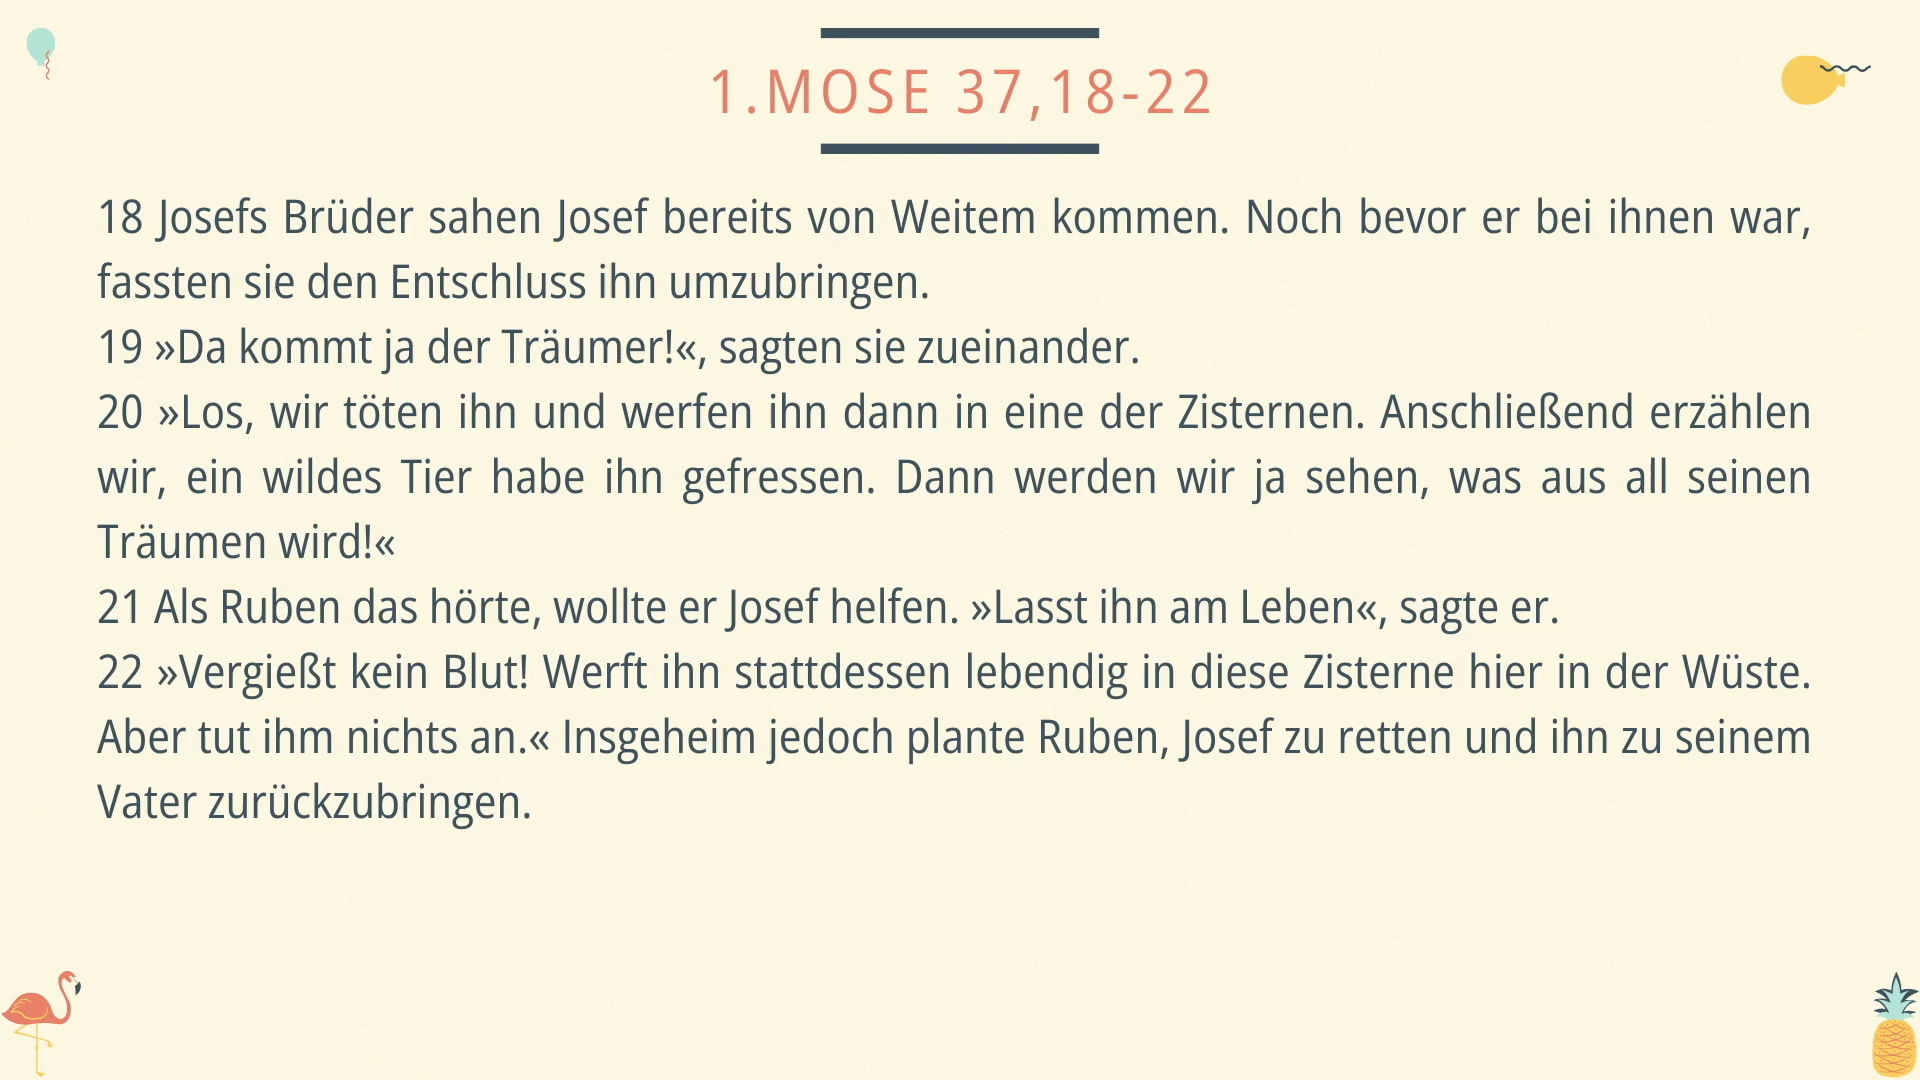 1.MOSE 37,18-22
18 Josefs Brüder sahen Josef bereits von Weitem kommen. Noch bevor er bei ihnen war,
fassten sie den Entschluss ihn umzubringen.
19 »Da kommt ja der Träumer!«, sagten sie zueinander.
20 »Los, wir töten ihn und werfen ihn dann in eine der Zisternen. Anschließend erzählen
wir, ein wildes Tier habe ihn gefressen. Dann werden wir ja sehen, was aus all seinen
Träumen wird!«
21 Als Ruben das hörte, wollte er Josef helfen. »Lasst ihn am Leben«, sagte er.
22 »Vergießt kein Blut! Werft ihn stattdessen lebendig in diese Zisterne hier in der Wüste.
Aber tut ihm nichts an.« Insgeheim jedoch plante Ruben, Josef zu retten und ihn zu seinem
Vater zurückzubringen.